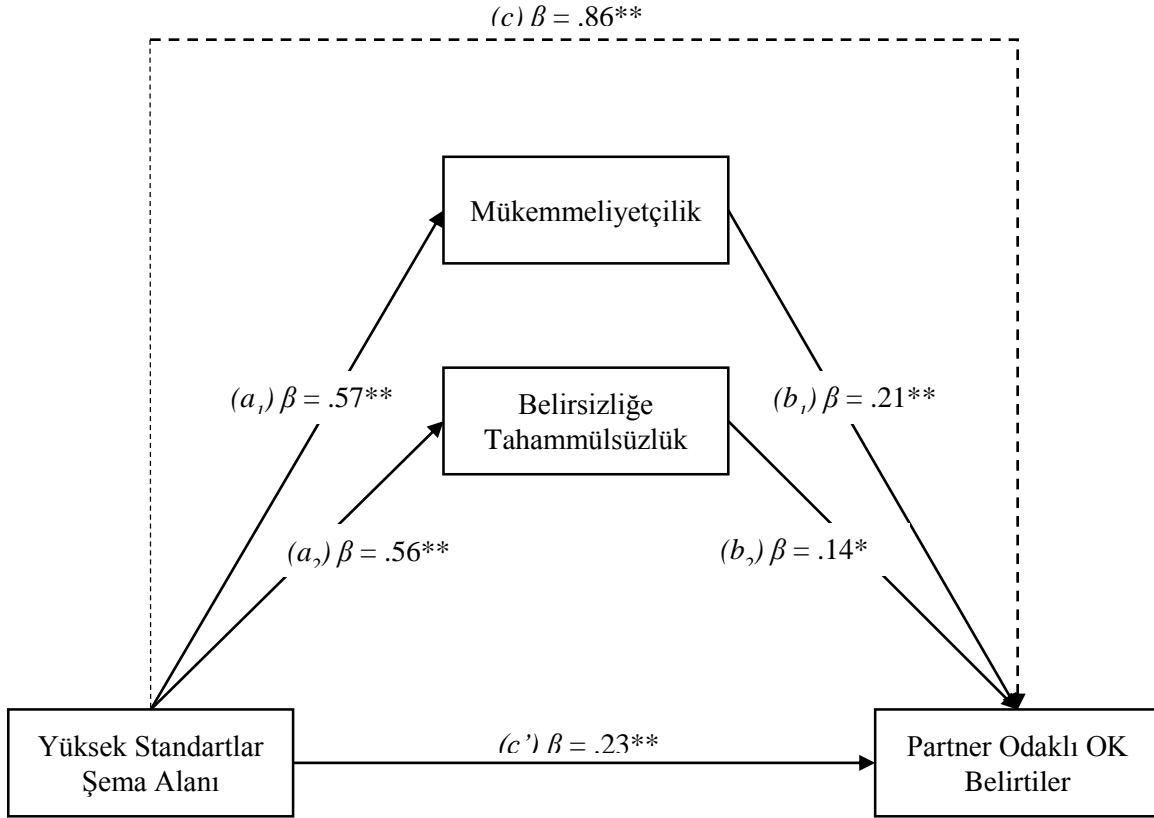 (c) β = .86**
Mükemmeliyetçilik
(a₁) β = .57**
Belirsizliğe
Tahammülsüzlük
(b₁) β = .21**
(a₂) β = .56**
(b₂) β = .14*
Yüksek Standartlar
Şema Alanı
(c’) β = .23**
Partner Odaklı OK
Belirtiler